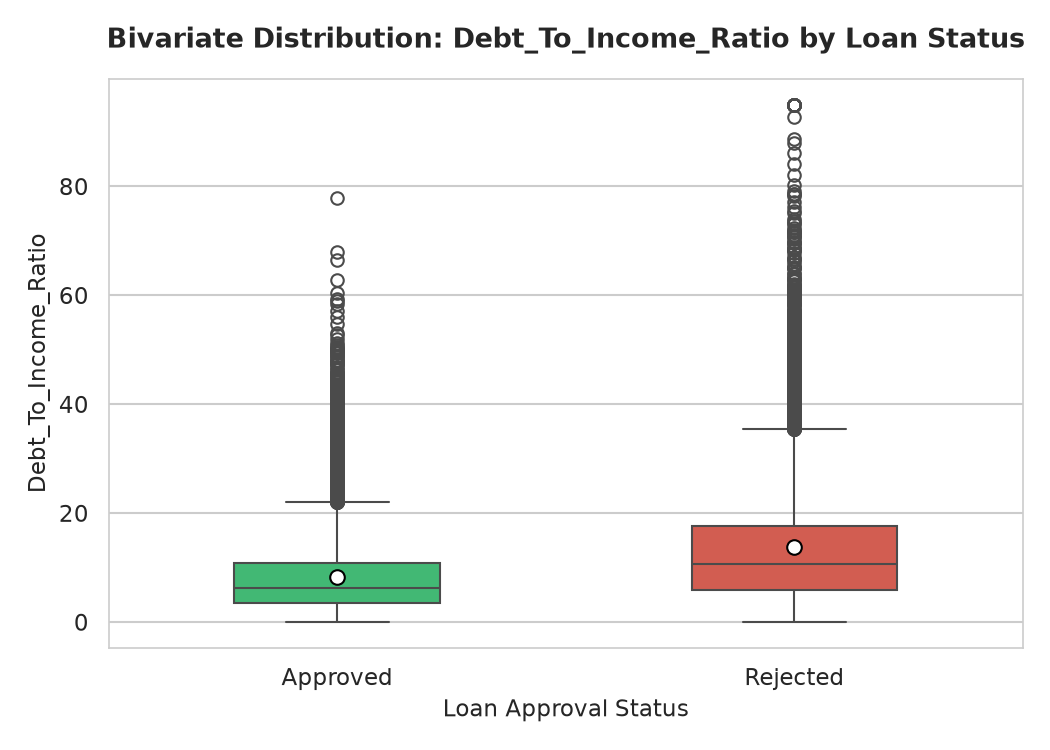 Bivariate Distribution: Debt_To_Income_Ratio by Loan Status
Debt_To_Income_Ratio
80
60
40
20
0
Approved
Rejected
Loan Approval Status